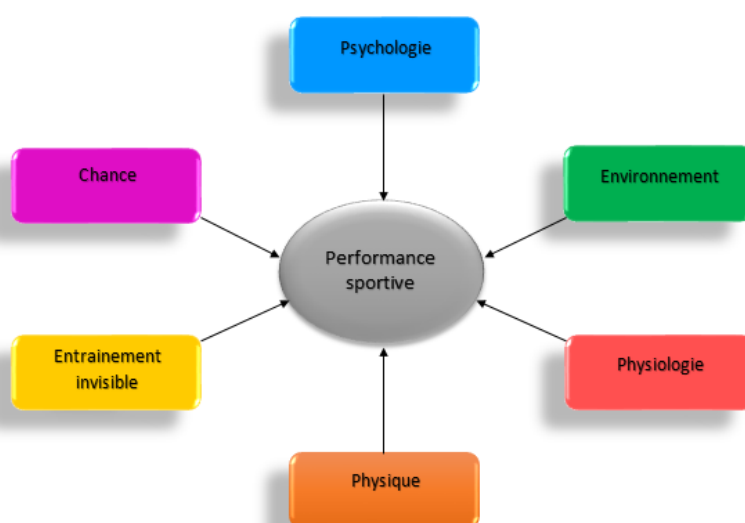 Psychologie
Chance
Environnement
Performance
sportive
Entrainement
invisible
Physiologie
Physique